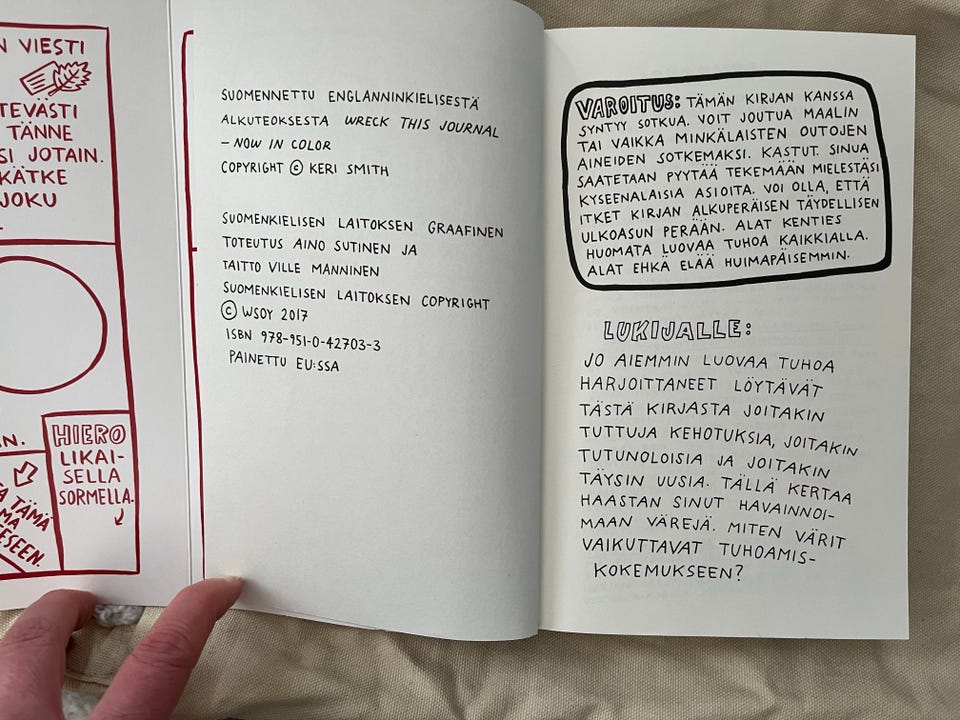 N VIESTI
TEVÄSTI
TÄNNE
SI JOTAIN.
KÄTKE
JOKU
N.
HIERO
LIKAI-
SELLA
SORMELLA.
TA TÄMÄ
MA
ESEEN.
SUOMENNETTU ENGLANNINKIELISESTÄ
ALKUTEOKSESTA WRECK THIS JOURNAL
– NOW IN COLOR
COPYRIGHT © KERI SMITH
SUOMENKIELISEN LAITOKSEN GRAAFINEN
TOTEUTUS AINO SUTINEN JA
TAITTO VILLE MANNINEN
SUOMENKIELISEN LAITOKSEN COPYRIGHT
© WSOY 2017
ISBN 978-951-0-42703-3
PAINETTU EU:SSA
VAROITUS: TÄMÄN KIRJAN KANSSA
SYNTYY SOTKUA. VOIT JOUTUA MAALIN
TAI VAIKKA MINKÄLAISTEN OUTOJEN
AINEIDEN SOTKEMAKSI. KASTUT. SINUA
SAATETAAN PYYTÄÄ TEKEMÄÄN MIELESTÄSI
KYSEENALAISIA ASIOITA. VOI OLLA, ETTÄ
ITKET KIRJAN ALKUPERÄISEN TÄYDELLISEN
ULKOASUN PERÄÄN. ALAT KENTIES
HUOMATA LUOVAA TUHOA KAIKKIALLA.
ALAT EHKÄ ELÄÄ HUIMAPÄISEMMIN.
LUKIJALLE:
JO AIEMMIN LUOVAA TUHOA
HARJOITTANEET LÖYTÄVÄT
TÄSTÄ KIRJASTA JOITAKIN
TUTTUJA KEHOTUKSIA, JOITAKIN
TUTUNOLOISIA JA JOITAKIN
TÄYSIN UUSIA. TÄLLÄ KERTAA
HAASTAN SINUT HAVAINNOI-
MAAN VÄREJÄ. MITEN VÄRIT
VAIKUTTAVAT TUHOAMIS-
KOKEMUKSEEN?